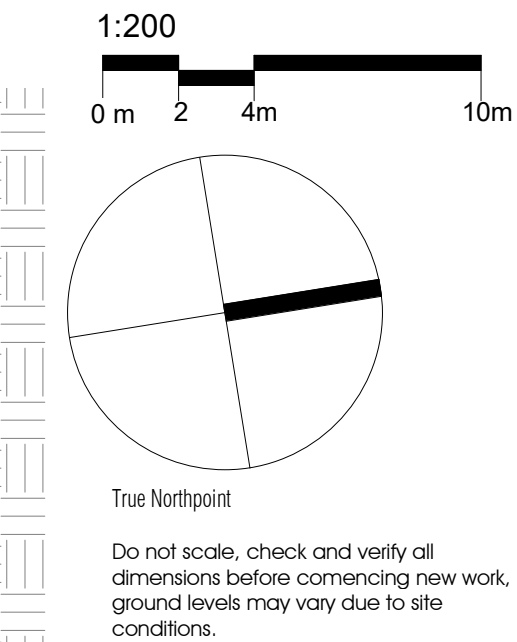 1:200
0 m 2 4m 10m
True Northpoint
Do not scale, check and verify all
dimensions before comencing new work,
ground levels may vary due to site
conditions.